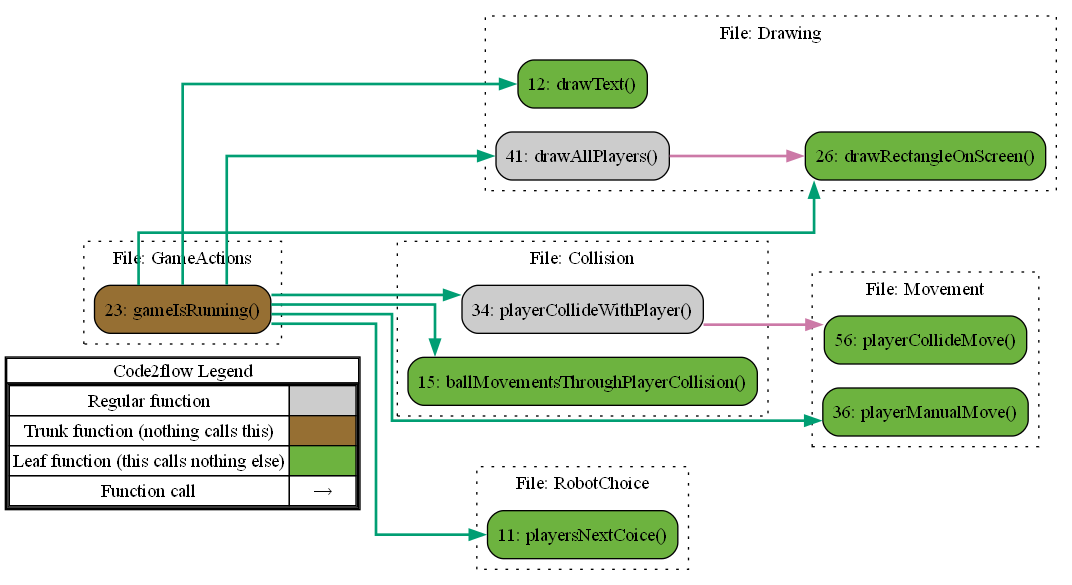 File: Drawing
12: drawText()
41: drawAllPlayers()
26: drawRectangleOnScreen()
File: GameActions
23: gameIsRunning()
File: Collision
34: playerCollideWithPlayer()
15: ballMovementsThroughPlayerCollision()
File: Movement
56: playerCollideMove()
36: playerManualMove()
Code2flow Legend
Regular function
Trunk function (nothing calls this)
Leaf function (this calls nothing else)
Function call →
File: RobotChoice
11: playersNextCoice()